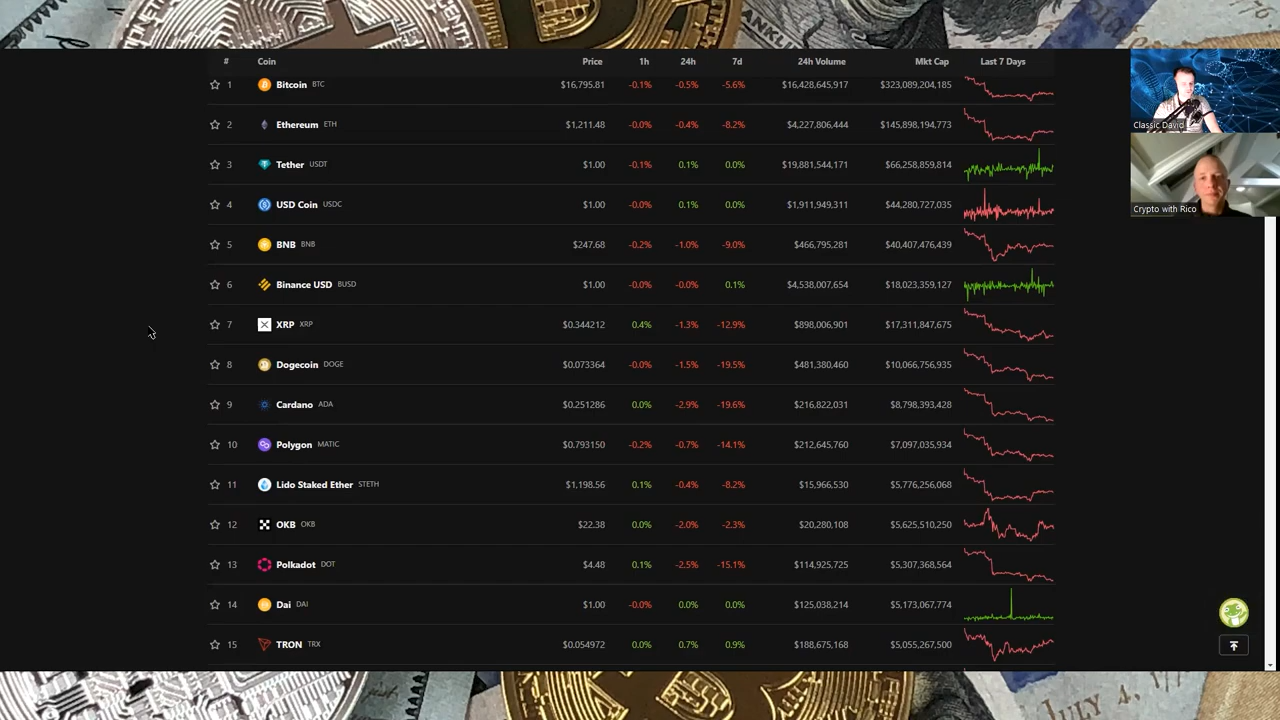 # Coin Price 1h 24h 7d 24h Volume Mkt Cap Last 7 Days
1 Bitcoin BTC $16,795.81 -0.1% -0.5% -5.6% $16,428,645,917 $323,089,204,185
2 Ethereum ETH $1,211.48 -0.0% -0.4% -8.2% $4,227,806,444 $145,898,194,773
Classic David
3 Tether USDT $1.00 -0.1% 0.1% 0.0% $19,881,544,171 $66,258,859,814
4 USD Coin USDC $1.00 -0.0% 0.1% 0.0% $1,911,949,311 $44,280,727,035
Crypto with Rico
5 BNB BNB $247.68 -0.2% -1.0% -9.0% $466,795,281 $40,407,476,439
6 Binance USD BUSD $1.00 -0.0% -0.0% 0.1% $4,538,007,654 $18,023,359,127
7 XRP XRP $0.344212 0.4% -1.3% -12.9% $898,006,901 $17,311,847,675
8 Dogecoin DOGE $0.073364 -0.0% -1.5% -19.5% $481,380,460 $10,066,756,935
9 Cardano ADA $0.251286 0.0% -2.9% -19.6% $216,822,031 $8,798,393,428
10 Polygon MATIC $0.793150 -0.2% -0.7% -14.1% $212,645,760 $7,097,035,934
11 Lido Staked Ether STETH $1,198.56 0.1% -0.4% -8.2% $15,966,530 $5,776,256,068
12 OKB OKB $22.38 0.0% -2.0% -2.3% $20,280,108 $5,625,510,250
13 Polkadot DOT $4.48 0.1% -2.5% -15.1% $114,925,725 $5,307,368,564
14 Dai DAI $1.00 -0.0% 0.0% 0.0% $125,038,214 $5,173,067,774
15 TRON TRX $0.054972 0.0% 0.7% 0.9% $188,675,168 $5,055,267,500
JULY 4, 1